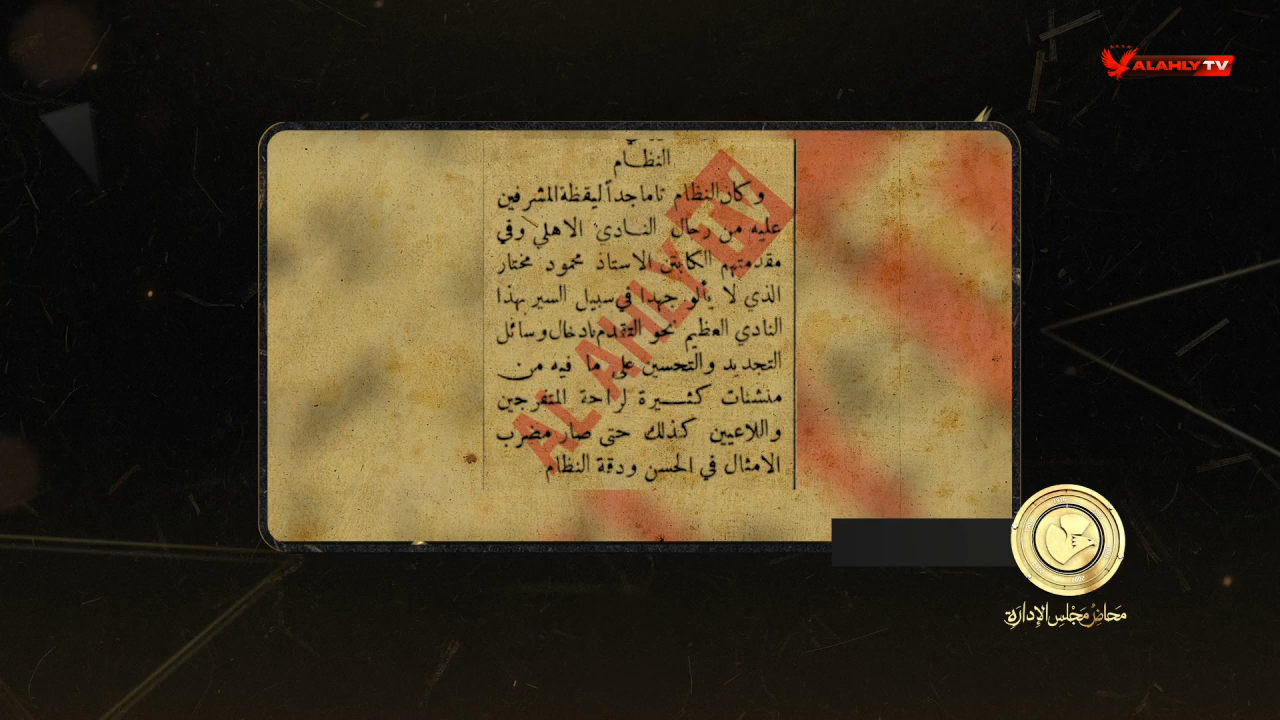 ALAHLY TV
النظام
وكان النظام تاما جداً ليقظة المشرفين
عليه من رجال النادي الاهلي وفي
مقدمتهم الكابتن الاستاذ محمود مختار
الذي لا يألو جهدا في سبيل السير بهذا
النادي العظيم نحو التقدم بادخال وسائل
التجديد والتحسين على ما فيه من
منشئات كثيرة لراحة المتفرجين
واللاعبين كذلك حتى صار مضرب
الامثال في الحسن ودقة النظام
AL AHLY TV
محاضر مجلس الإدارة